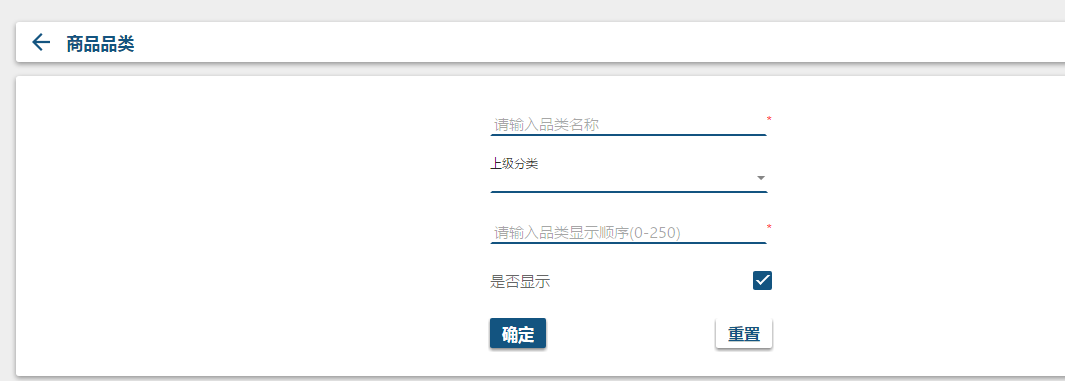 商品品类
请输入品类名称 *
上级分类
请输入品类显示顺序(0-250) *
是否显示
确定 重置